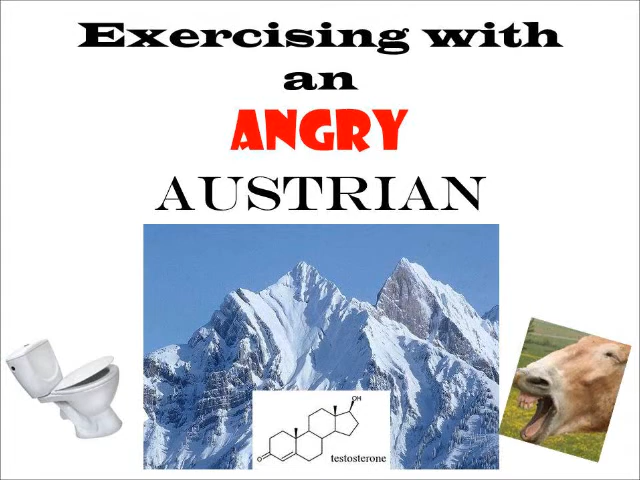 Exercising with
an
ANGRY
AUSTRIAN
OH
O
testosterone